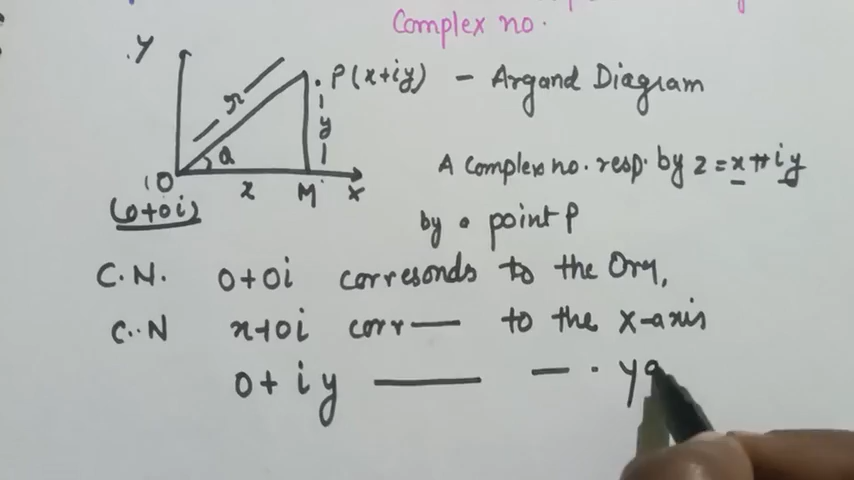 Complex no.
y
r
P(x+iy) - Argand Diagram
y
Q
O x M x
(0+0i)
A Complex no. resp. by z = x + iy
by a point P
C.N. 0+0i corresonds to the Org,
C.N x+0i corr— to the x-axis
0+iy — — . ya